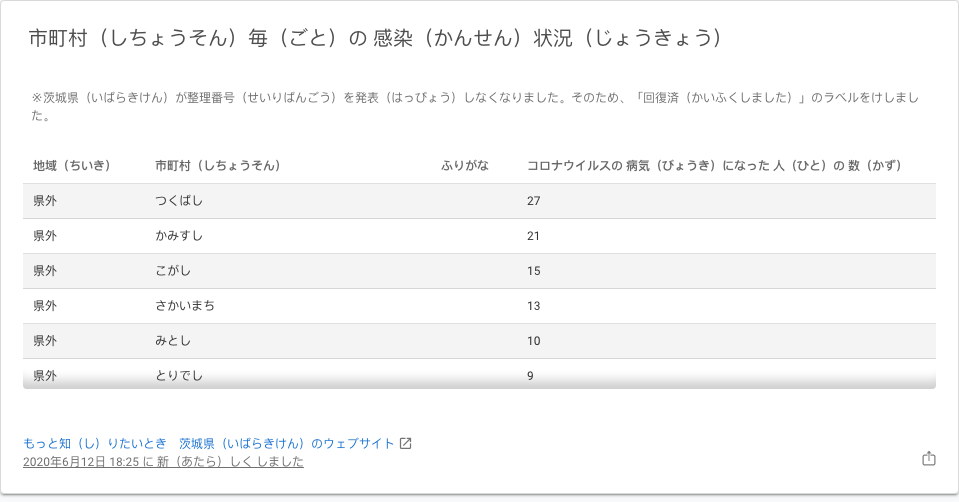 市町村（しちょうそん）毎（ごと）の 感染（かんせん）状況（じょうきょう）
※茨城県（いばらきけん）が整理番号（せいりばんごう）を発表（はっぴょう）しなくなりました。そのため、「回復済（かいふくしました）」のラベルをけしまし
た。
地域（ちいき） 市町村（しちょうそん） ふりがな コロナウイルスの 病気（びょうき）になった 人（ひと）の 数（かず）
県外 つくばし 27
県外 かみすし 21
県外 こがし 15
県外 さかいまち 13
県外 みとし 10
県外 とりでし 9
もっと知（し）りたいとき　茨城県（いばらきけん）のウェブサイト
2020年6月12日 18:25 に 新（あたら）しく しました